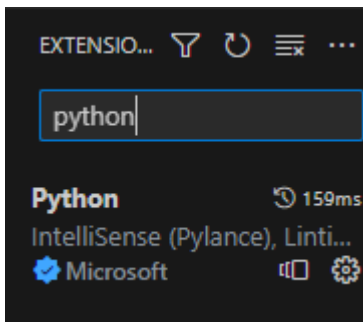 EXTENSIO...
python
Python 159ms
IntelliSense (Pylance), Linti...
Microsoft